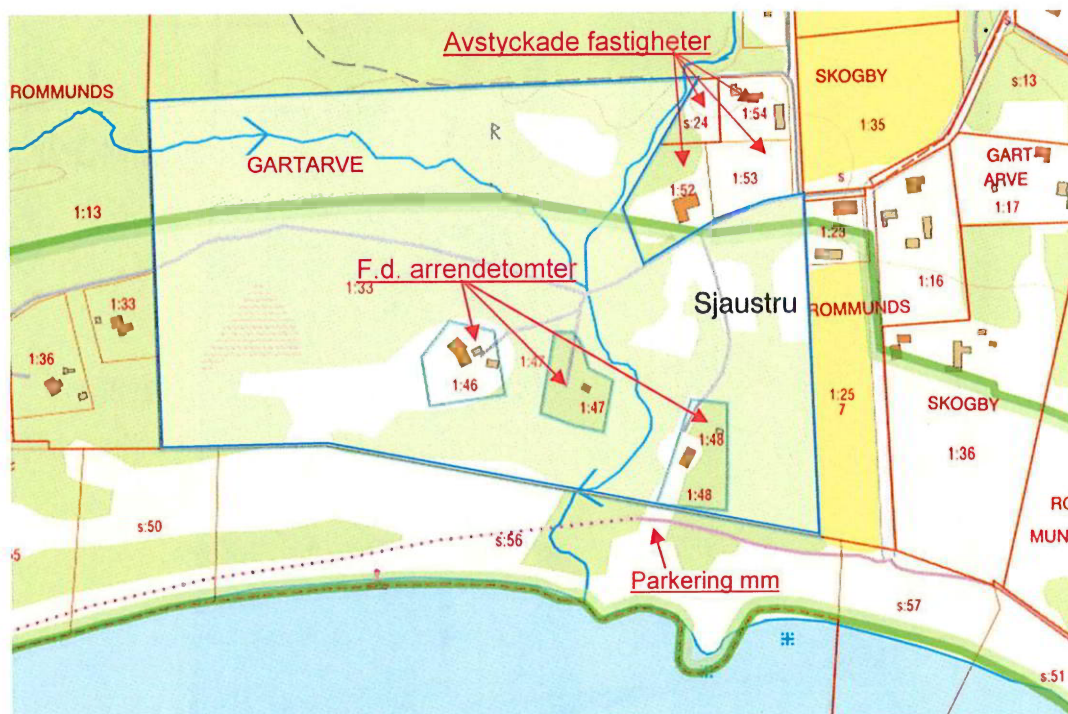 Avstyckade fastigheter
ROMMUNDS
SKOGBY
s:13
1:54
s:24
1:35
GARTARVE
GART
ARVE
1:52
1:53
s
1:17
1:13
1:23
F.d. arrendetomter
1:33
Sjaustru
ROMMUNDS
1:16
1:33
1:36
1:47
1:46
1:47
1:25
7
SKOGBY
1:48
1:36
1:48
s:50
s:56
MUN
Parkering mm
s:57
s:51